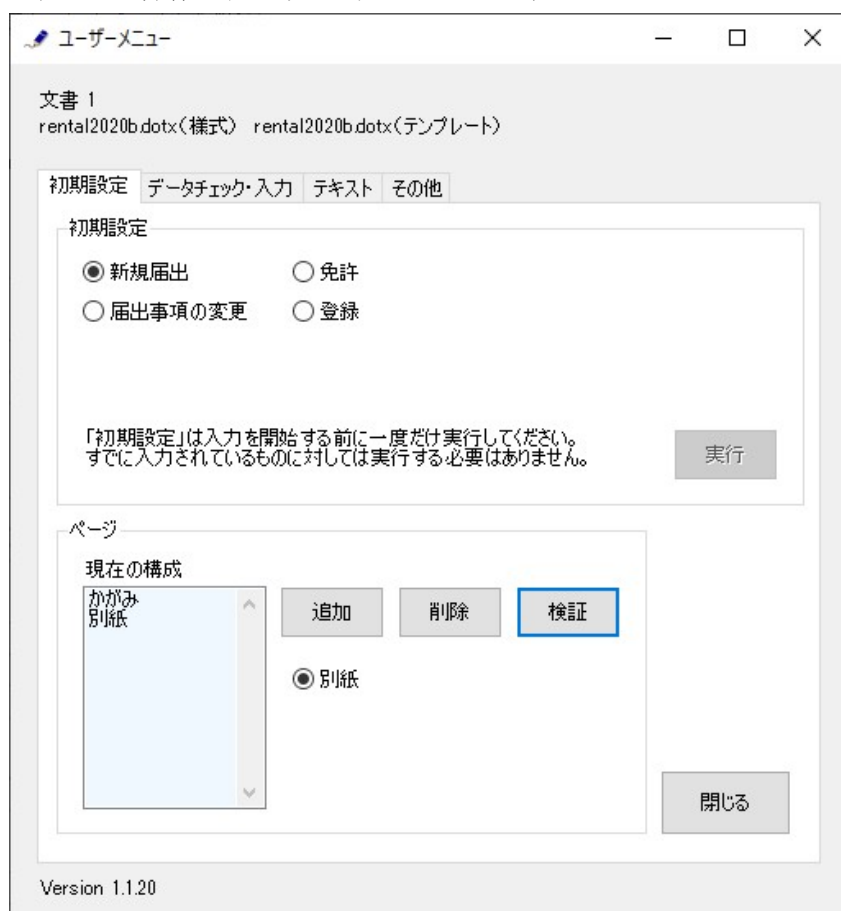 ユーザーメニュー
文書 1
rental2020b.dotx(様式) rental2020b.dotx(テンプレート)
初期設定 データチェック・入力 テキスト その他
初期設定
新規届出 免許
届出事項の変更 登録
「初期設定」は入力を開始する前に一度だけ実行してください。
すでに入力されているものに対しては実行する必要はありません。
実行
ページ
現在の構成
かがみ
別紙
追加 削除 検証
別紙
閉じる
Version 1.1.20